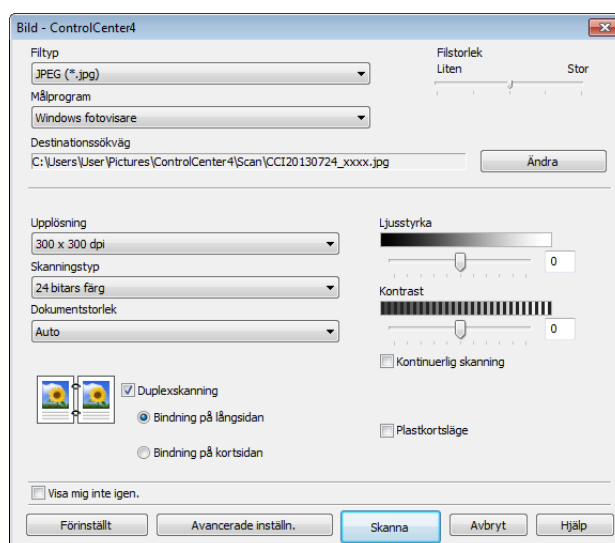 Bild - ControlCenter4
Filtyp
JPEG (*.jpg)
Filstorlek
Liten Stor
Målprogram
Windows fotovisare
Destinationssökväg
C:\Users\User\Pictures\ControlCenter4\Scan\CCI20130724_xxxx.jpg
Ändra
Upplösning
300 x 300 dpi
Skanningstyp
24 bitars färg
Dokumentstorlek
Auto
Ljusstyrka
0
Kontrast
0
Kontinuerlig skanning
Duplexskanning
Bindning på långsidan
Bindning på kortsidan
Plastkortsläge
Visa mig inte igen.
Förinställt
Avancerade inställn.
Skanna
Avbryt
Hjälp